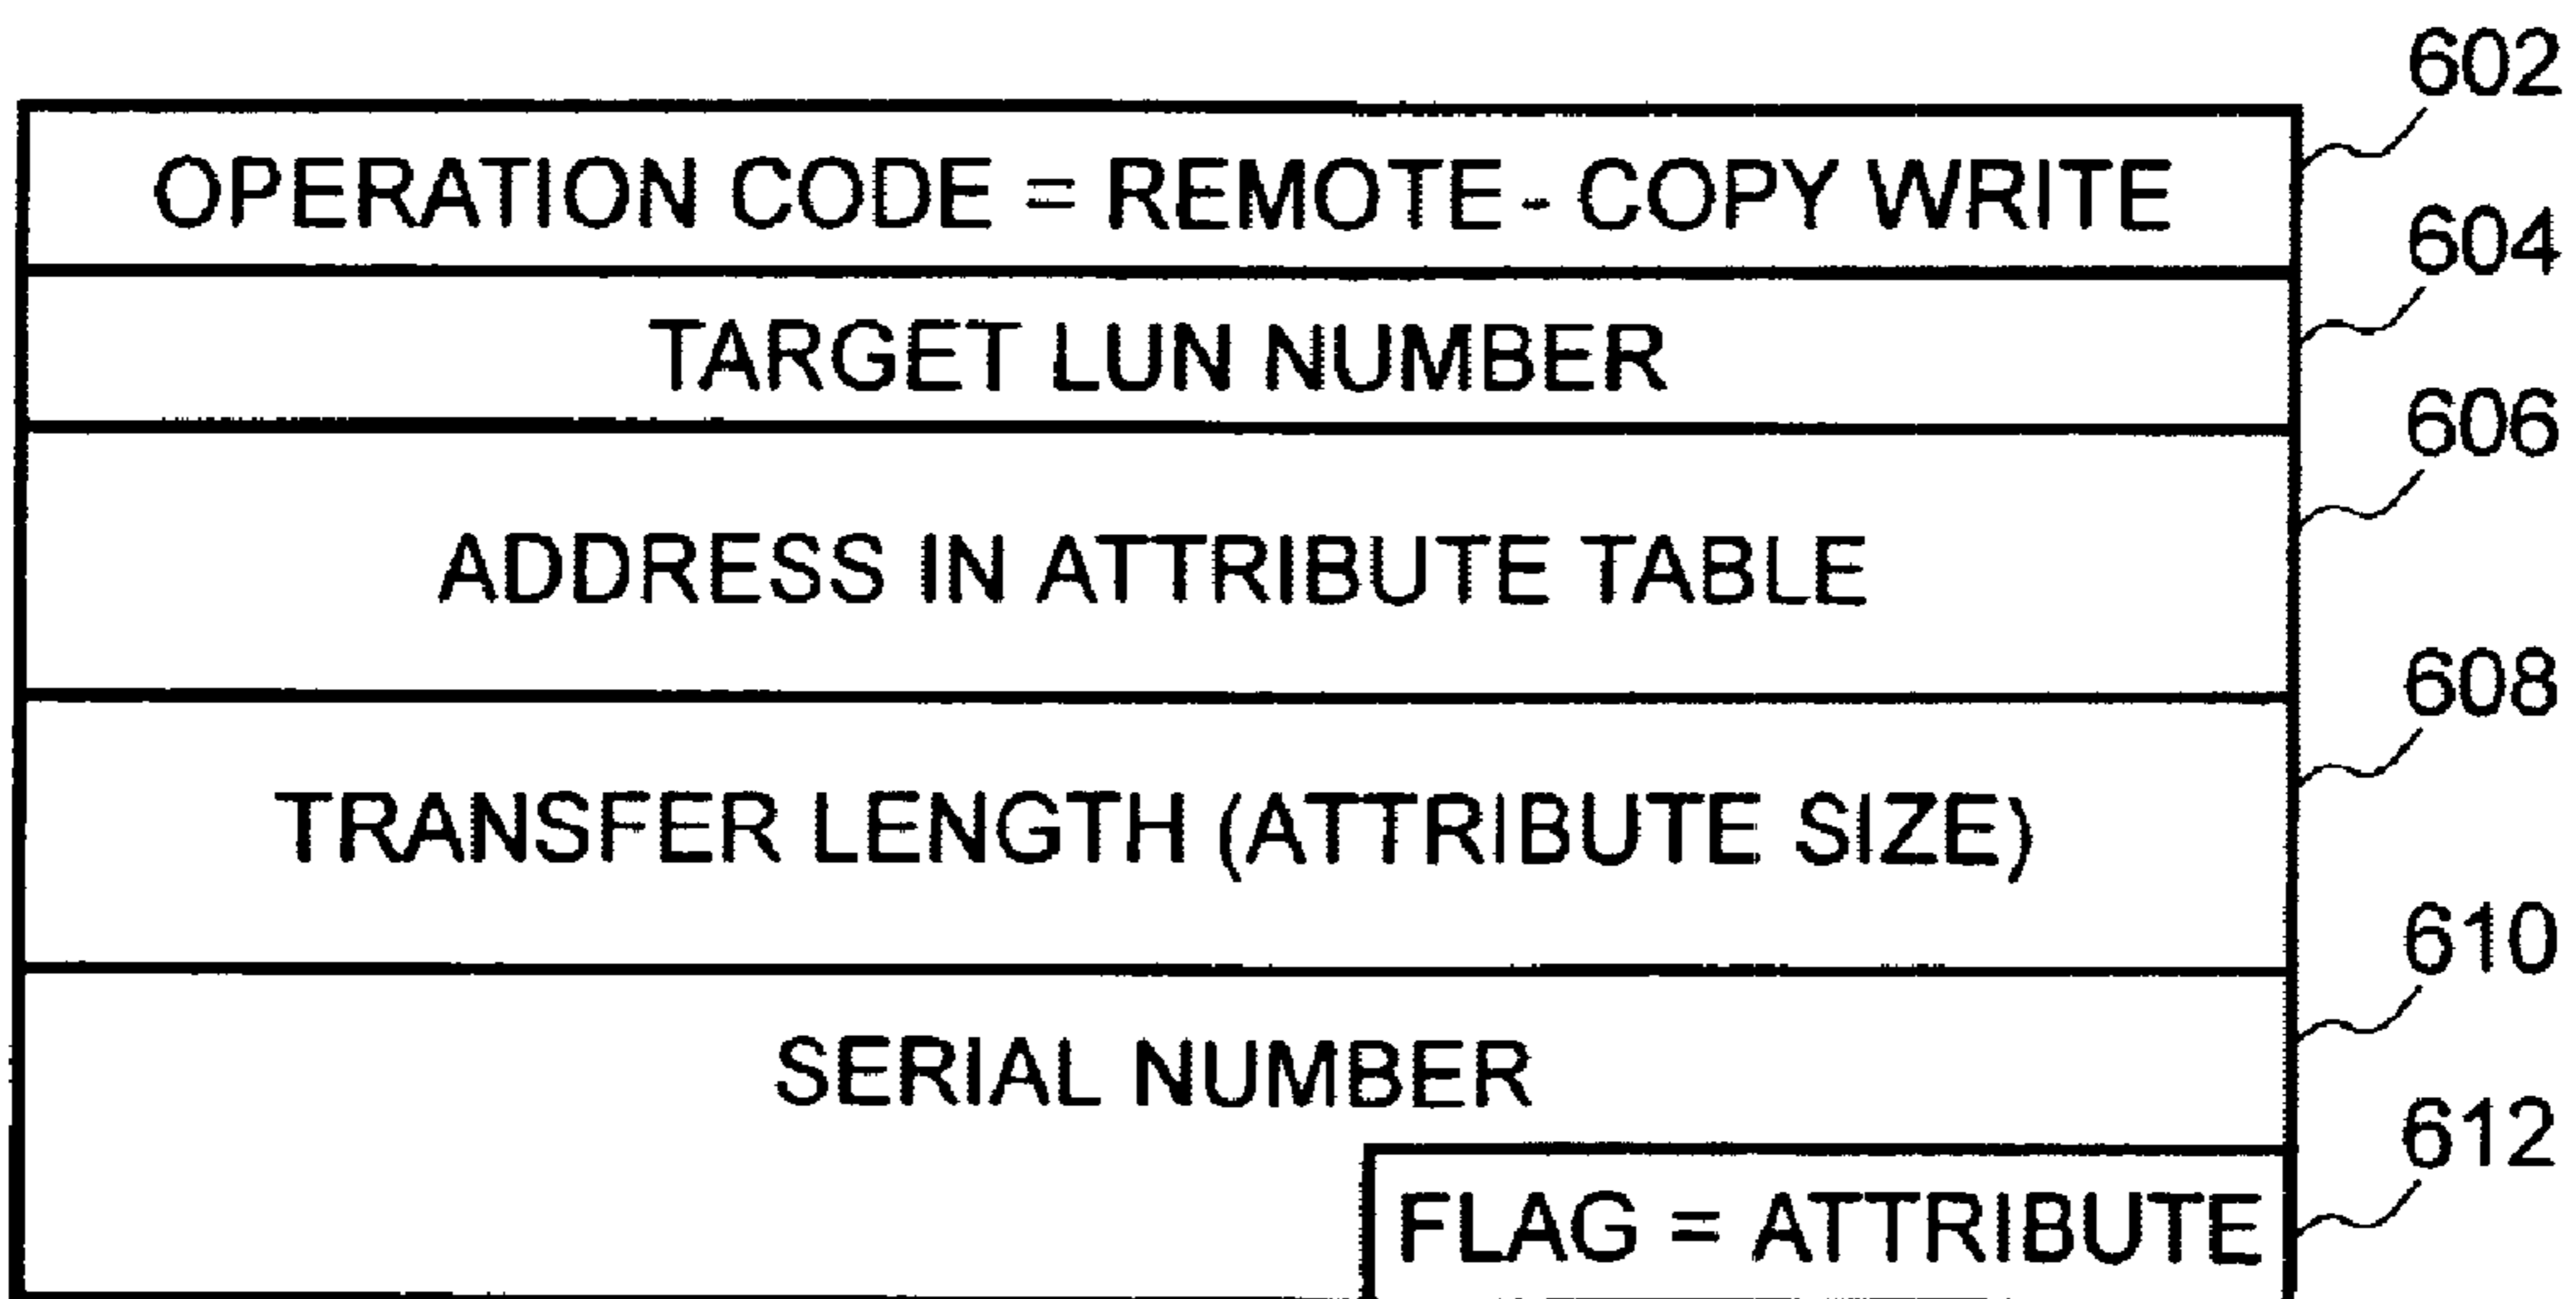 602
OPERATION CODE = REMOTE - COPY WRITE
604
TARGET LUN NUMBER
606
ADDRESS IN ATTRIBUTE TABLE
608
TRANSFER LENGTH (ATTRIBUTE SIZE)
610
SERIAL NUMBER
612
FLAG = ATTRIBUTE